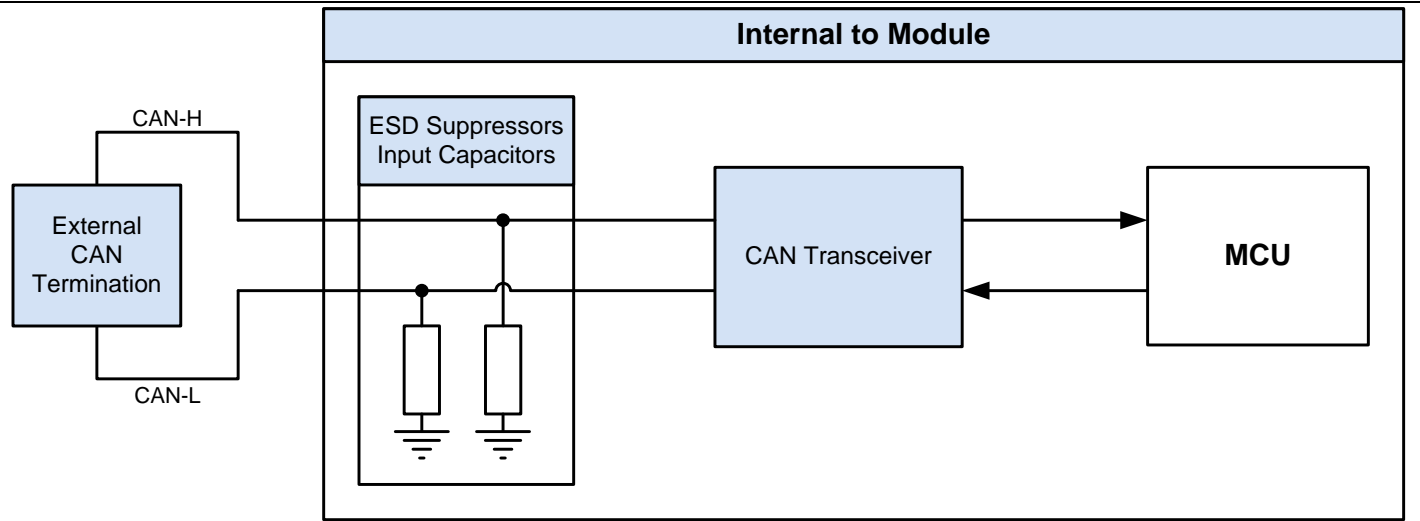 Internal to Module
CAN-H
ESD Suppressors
Input Capacitors
External
CAN
Termination
CAN Transceiver
MCU
CAN-L